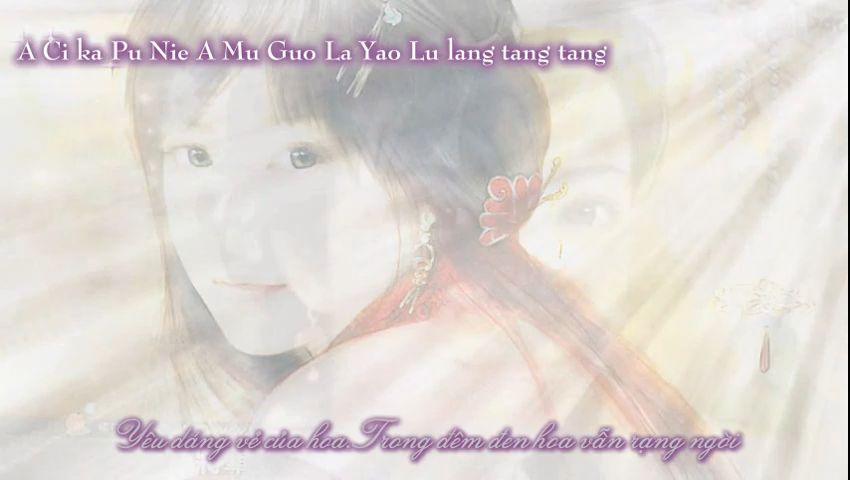 A Ci ka Pu Nie A Mu Guo La Yao Lu lang tang tang
Yêu dáng vẻ của hoa.Trong đêm đen hoa vẫn rạng ngời